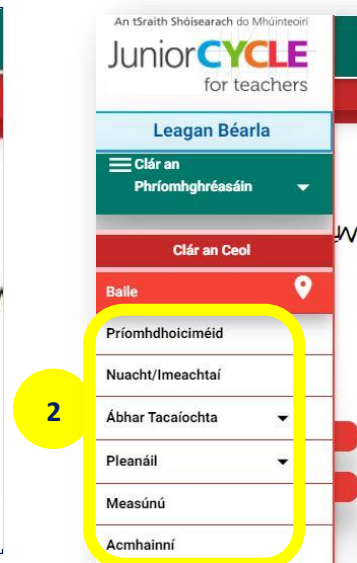 An tSraith Shóisearach do Mhúinteoirí
JuniorCYCLE
for teachers
Leagan Béarla
Clár an
Phríomhghréasáin
Clár an Ceol
Baile
Príomhdhoiciméid
Nuacht/Imeachtaí
2
Ábhar Tacaíochta
Pleanáil
Measúnú
Acmhainní